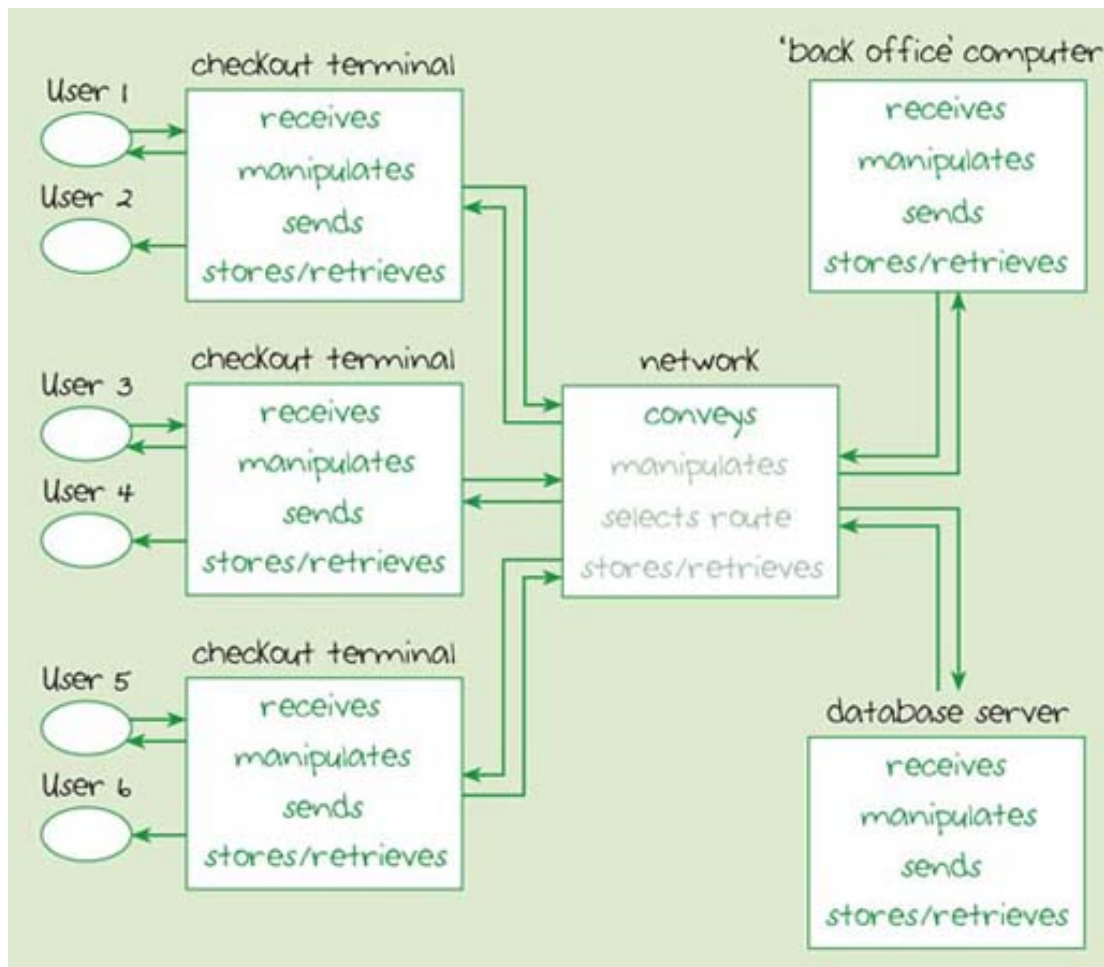 checkout terminal
User 1
receives
manipulates
User 2
sends
stores/retrieves
checkout terminal
User 3
receives
manipulates
User 4
sends
stores/retrieves
checkout terminal
User 5
receives
manipulates
User 6
sends
stores/retrieves
network
conveys
manipulates
selects route
stores/retrieves
'back office' computer
receives
manipulates
sends
stores/retrieves
database server
receives
manipulates
sends
stores/retrieves